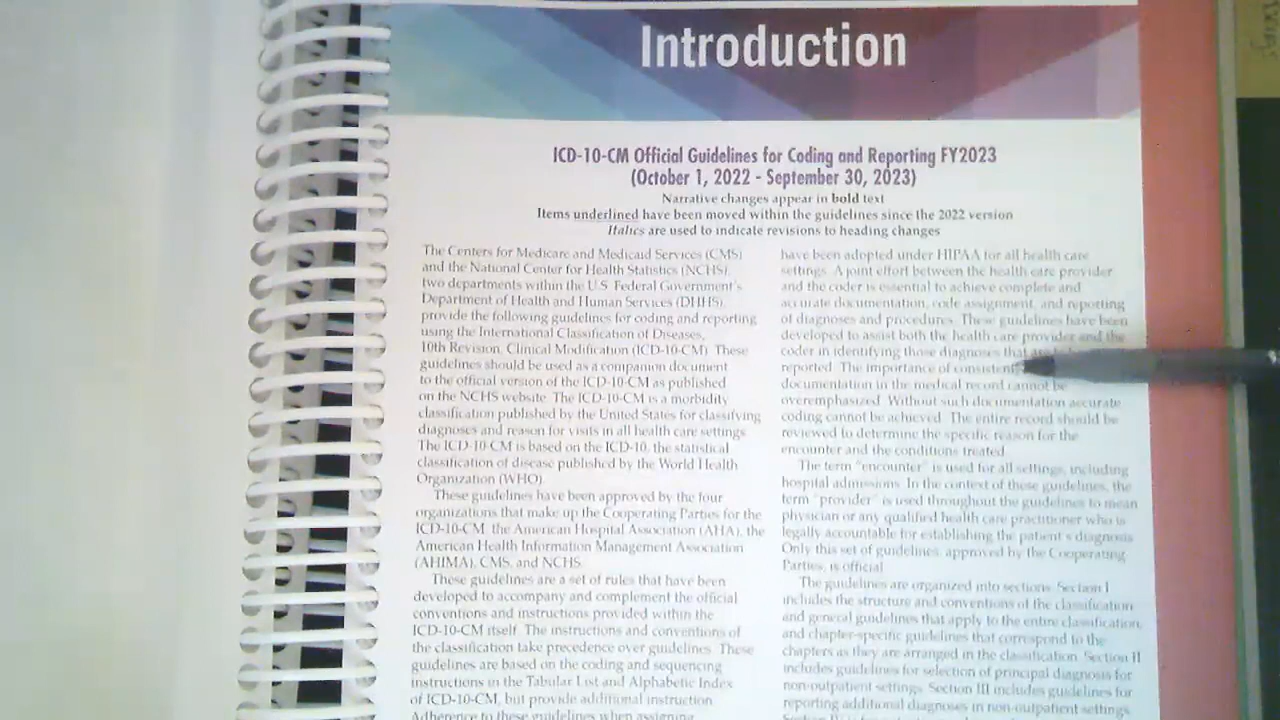 Introduction
ICD-10-CM Official Guidelines for Coding and Reporting FY2023
(October 1, 2022 - September 30, 2023)
Narrative changes appear in bold text
Items underlined have been moved within the guidelines since the 2022 version
Italics are used to indicate revisions to heading changes
The Centers for Medicare and Medicaid Services (CMS)
and the National Center for Health Statistics (NCHS),
two departments within the U.S. Federal Government's
Department of Health and Human Services (DHHS)
provide the following guidelines for coding and reporting
using the International Classification of Diseases,
10th Revision, Clinical Modification (ICD-10-CM). These
guidelines should be used as a companion document
to the official version of the ICD-10-CM as published
on the NCHS website. The ICD-10-CM is a morbidity
classification published by the United States for classifying
diagnoses and reason for visits in all health care settings.
The ICD-10-CM is based on the ICD-10, the statistical
classification of disease published by the World Health
Organization (WHO).
These guidelines have been approved by the four
organizations that make up the Cooperating Parties for the
ICD-10-CM: the American Hospital Association (AHA), the
American Health Information Management Association
(AHIMA), CMS, and NCHS.
These guidelines are a set of rules that have been
developed to accompany and complement the official
conventions and instructions provided within the
ICD-10-CM itself. The instructions and conventions of
the classification take precedence over guidelines. These
guidelines are based on the coding and sequencing
instructions in the Tabular List and Alphabetic Index
of ICD-10-CM, but provide additional instruction.
Adherence to these guidelines when assigning
have been adopted under HIPAA for all health care
settings. A joint effort between the health care provider
and the coder is essential to achieve complete and
accurate documentation, code assignment, and reporting
of diagnoses and procedures. These guidelines have been
developed to assist both the health care provider and the
coder in identifying those diagnoses that are
reported. The importance of consistent,
documentation in the medical record cannot be
overemphasized. Without such documentation accurate
coding cannot be achieved. The entire record should be
reviewed to determine the specific reason for the
encounter and the conditions treated.
The term "encounter" is used for all settings, including
hospital admissions. In the context of these guidelines, the
term "provider" is used throughout the guidelines to mean
physician or any qualified health care practitioner who is
legally accountable for establishing the patient's diagnosis.
Only this set of guidelines, approved by the Cooperating
Parties, is official.
The guidelines are organized into sections. Section I
includes the structure and conventions of the classification
and general guidelines that apply to the entire classification,
and chapter-specific guidelines that correspond to the
chapters as they are arranged in the classification. Section II
includes guidelines for selection of principal diagnosis for
non-outpatient settings. Section III includes guidelines for
reporting additional diagnoses in non-outpatient settings.